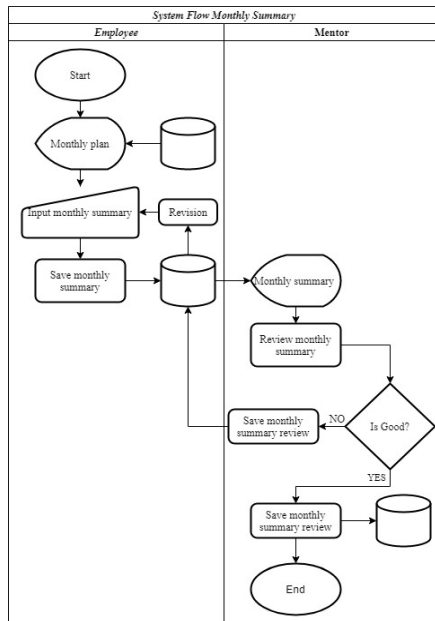 System Flow Monthly Summary
Employee
Mentor
Start
Monthly plan
Input monthly summary
Revision
Save monthly
summary
Monthly summary
Review monthly
summary
Is Good?
NO
Save monthly
summary review
YES
Save monthly
summary review
End